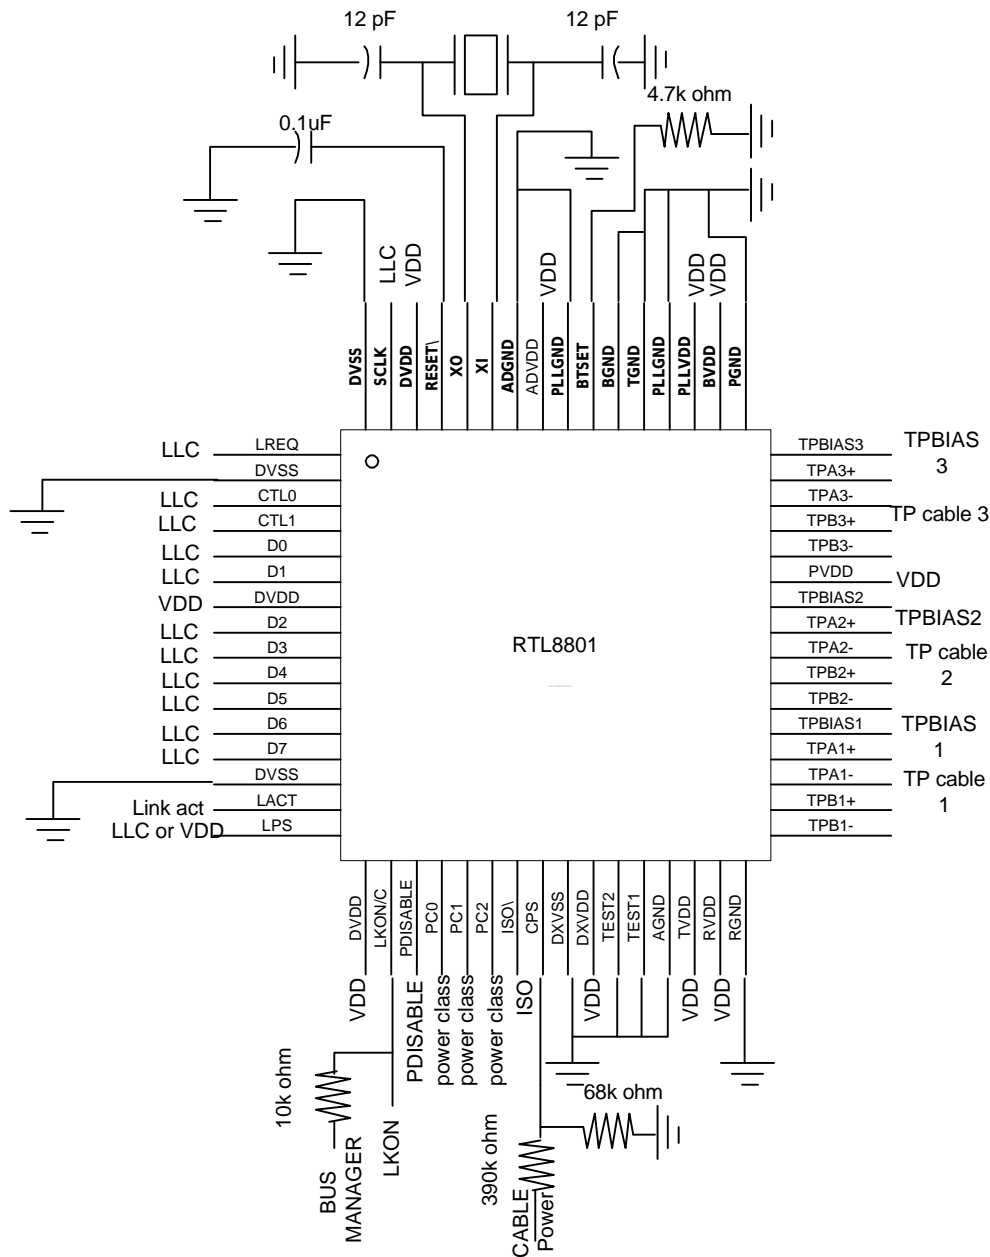 12 pF
12 pF
4.7k ohm
0.1uF
LLC
VDD
VDD
VDD
VDD
DVSS
SCLK
DVDD
RESET\
XO
XI
ADGND
ADVDD
PLLGND
BTSET
BGND
TGND
PLLGND
PLLVDD
BVDD
PGND
LLC LREQ
DVSS
LLC CTL0
LLC CTL1
LLC D0
LLC D1
VDD DVDD
LLC D2
LLC D3
LLC D4
LLC D5
LLC D6
LLC D7
DVSS
Link act LACT
LLC or VDD LPS
RTL8801
TPBIAS3
TPA3+
TPA3-
TPB3+
TPB3-
PVDD
TPBIAS2
TPA2+
TPA2-
TPB2+
TPB2-
TPBIAS1
TPA1+
TPA1-
TPB1+
TPB1-
TPBIAS
3
TP cable 3
VDD
TPBIAS2
TP cable
2
TPBIAS
1
TP cable
1
DVDD
LKON/C
PDISABLE
PC0
PC1
PC2
ISO\
CPS
DXVSS
DXVDD
TEST2
TEST1
AGND
TVDD
RVDD
RGND
VDD
PDISABLE
power class
power class
power class
ISO
VDD
VDD
VDD
10k ohm
BUS
MANAGER
LKON
390k ohm
68k ohm
CABLE
Power